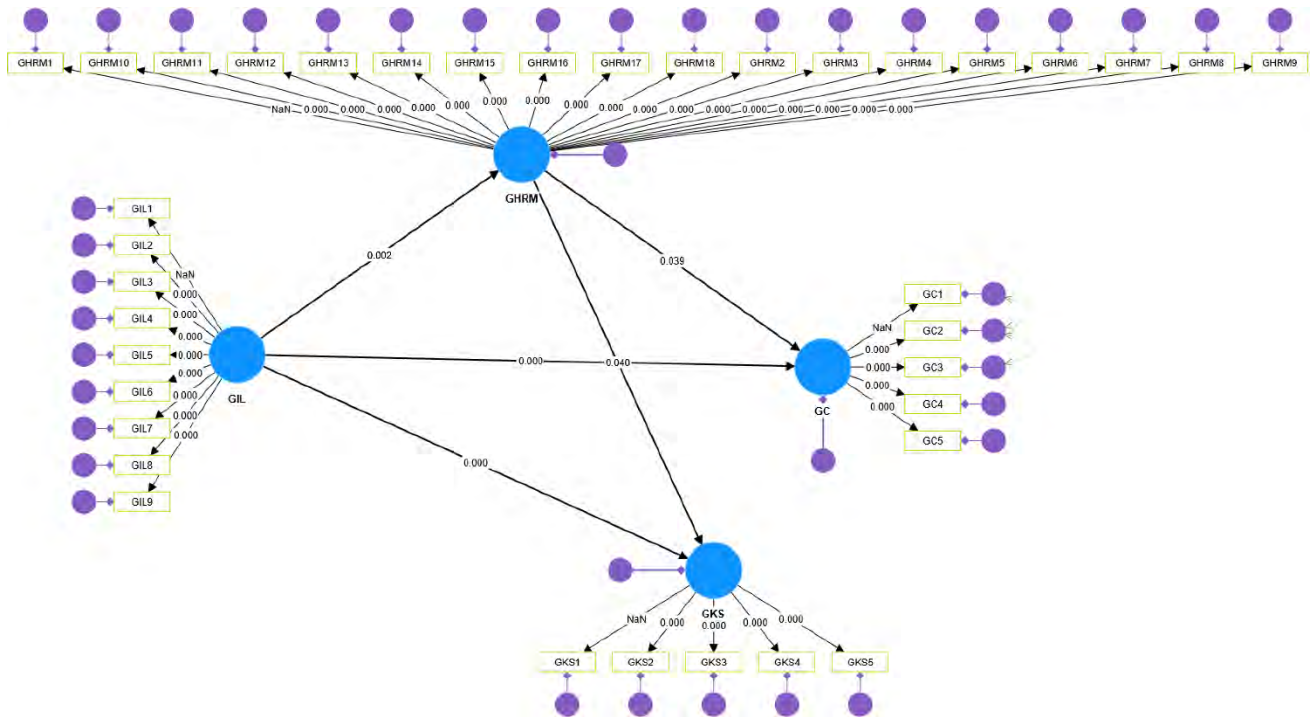 GHRM1 GHRM10 GHRM11 GHRM12 GHRM13 GHRM14 GHRM15 GHRM16 GHRM17 GHRM18 GHRM2 GHRM3 GHRM4 GHRM5 GHRM6 GHRM7 GHRM8 GHRM9
NaN 0.000 0.000 0.000 0.000 0.000 0.000 0.000 0.000 0.000 0.000 0.000 0.000 0.000 0.000 0.000 0.000 0.000
GHRM
GIL1
GIL2
GIL3
GIL4
GIL5
GIL6
GIL7
GIL8
GIL9
NaN
0.000
0.000
0.000
0.000
0.000
0.000
0.000
0.000
GIL
0.002
0.039
0.000
0.040
GC
NaN
0.000
0.000
0.000
0.000
GC1
GC2
GC3
GC4
GC5
GKS
NaN 0.000 0.000 0.000 0.000
GKS1 GKS2 GKS3 GKS4 GKS5